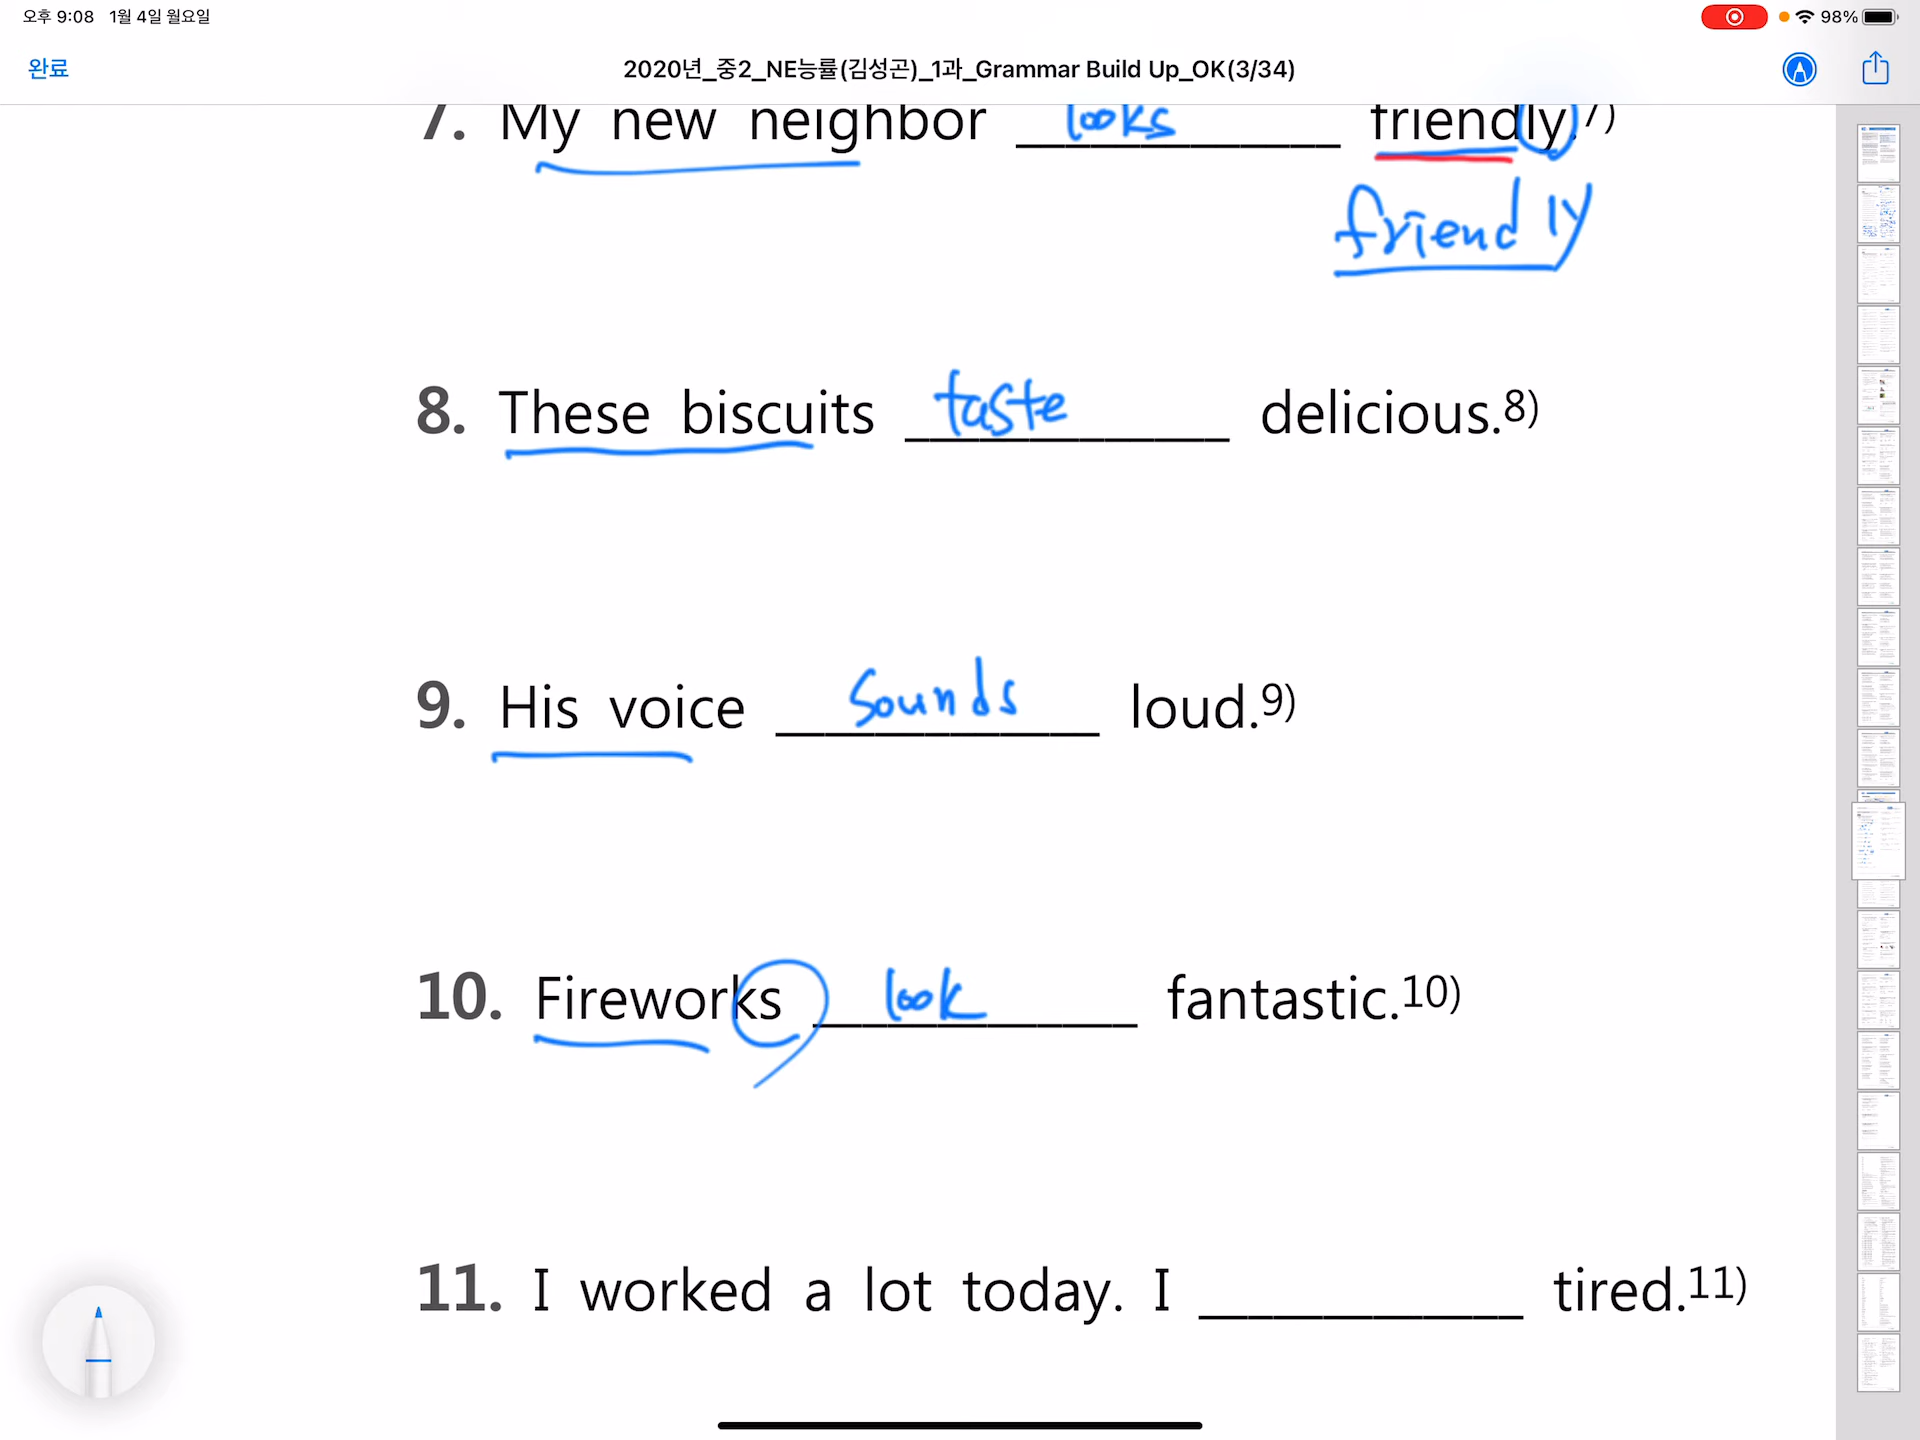 오후 9:08 1월 4일 월요일
98%
완료
2020년_중2_NE능률(김성곤)_1과_Grammar Build Up_OK(3/34)
7. My new neighbor looks friendly.7)
friendly
8. These biscuits taste delicious.8)
9. His voice sounds loud.9)
10. Fireworks look fantastic.10)
11. I worked a lot today. I ____________ tired.11)